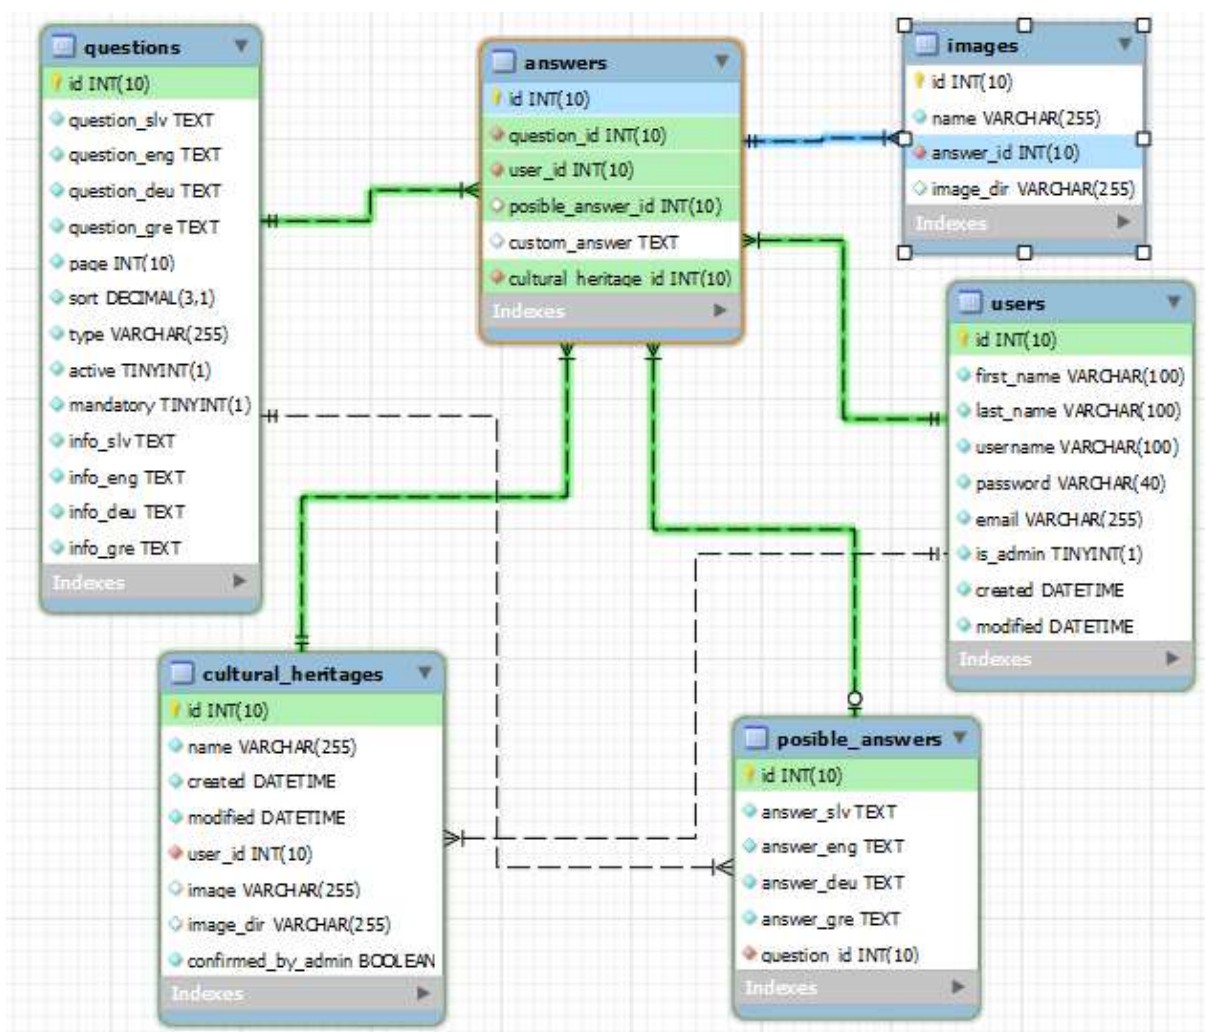 questions
id INT(10)
question_slv TEXT
question_eng TEXT
question_deu TEXT
question_gre TEXT
page INT(10)
sort DECIMAL(3,1)
type VARCHAR(255)
active TINYINT(1)
mandatory TINYINT(1)
info_slv TEXT
info_eng TEXT
info_deu TEXT
info_gre TEXT
Indexes
answers
id INT(10)
question_id INT(10)
user_id INT(10)
posible_answer_id INT(10)
custom_answer TEXT
cultural_heritage_id INT(10)
Indexes
images
id INT(10)
name VARCHAR(255)
answer_id INT(10)
image_dir VARCHAR(255)
Indexes
users
id INT(10)
first_name VARCHAR(100)
last_name VARCHAR(100)
username VARCHAR(100)
password VARCHAR(40)
email VARCHAR(255)
is_admin TINYINT(1)
created DATETIME
modified DATETIME
Indexes
cultural_heritages
id INT(10)
name VARCHAR(255)
created DATETIME
modified DATETIME
user_id INT(10)
image VARCHAR(255)
image_dir VARCHAR(255)
confirmed_by_admin BOOLEAN
Indexes
posible_answers
id INT(10)
answer_slv TEXT
answer_eng TEXT
answer_deu TEXT
answer_gre TEXT
question_id INT(10)
Indexes